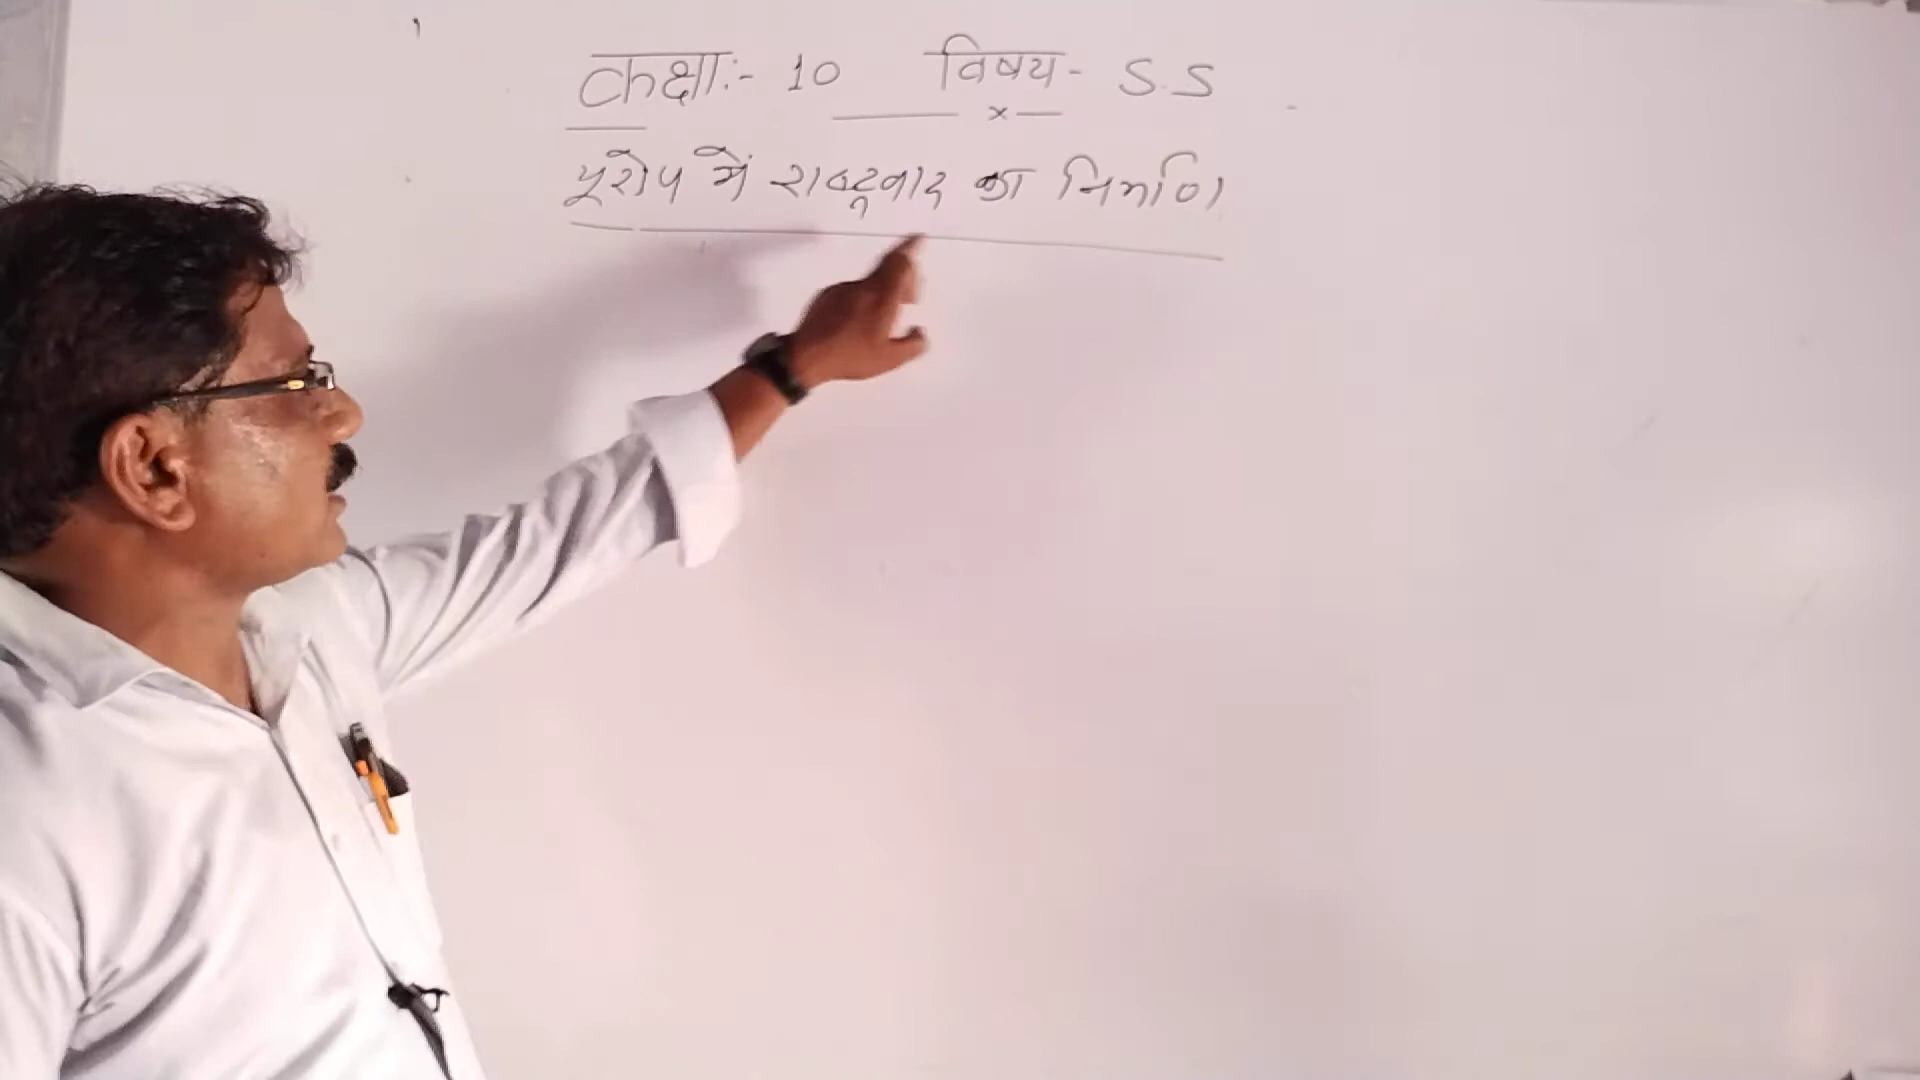 कक्षा:- 10 विषय- S.S
यूरोप में राष्ट्रवाद का निर्माण